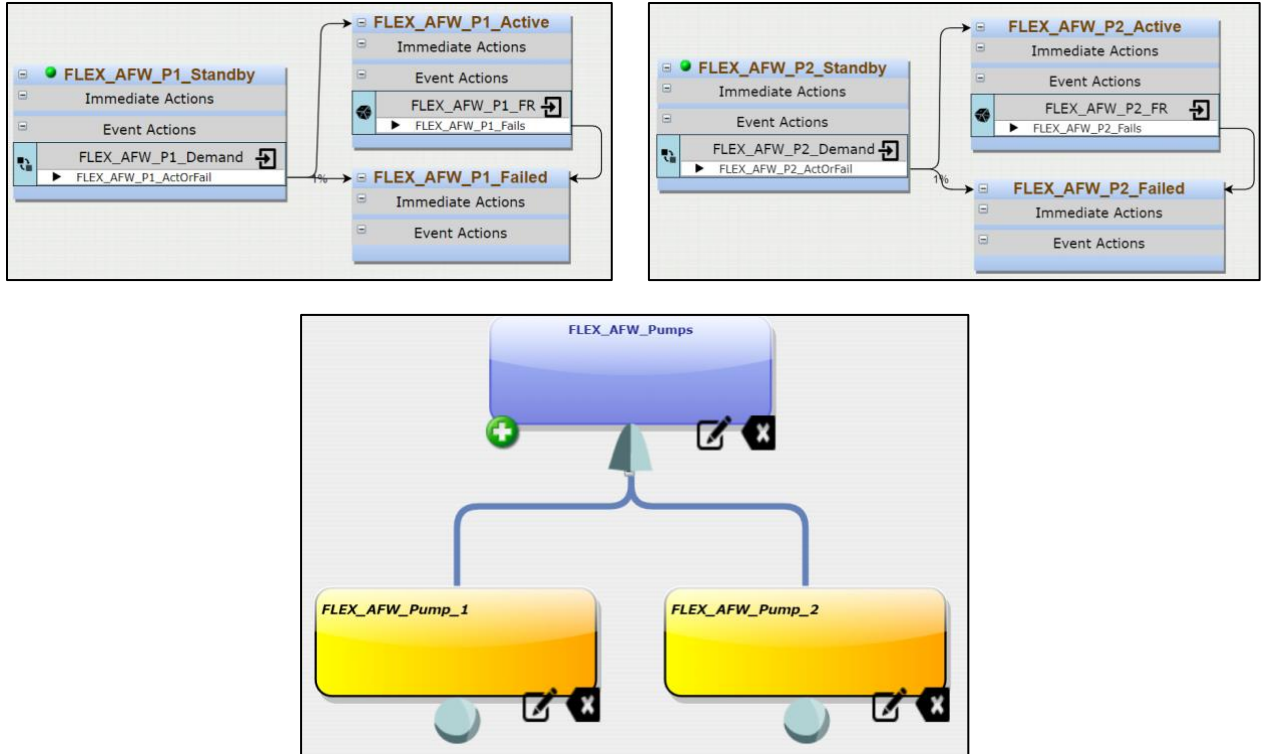 FLEX_AFW_P1_Standby
Immediate Actions
Event Actions
FLEX_AFW_P1_Demand
FLEX_AFW_P1_ActOrFail
1%
FLEX_AFW_P1_Active
Immediate Actions
Event Actions
FLEX_AFW_P1_FR
FLEX_AFW_P1_Fails
FLEX_AFW_P1_Failed
Immediate Actions
Event Actions
FLEX_AFW_P2_Standby
Immediate Actions
Event Actions
FLEX_AFW_P2_Demand
FLEX_AFW_P2_ActOrFail
1%
FLEX_AFW_P2_Active
Immediate Actions
Event Actions
FLEX_AFW_P2_FR
FLEX_AFW_P2_Fails
FLEX_AFW_P2_Failed
Immediate Actions
Event Actions
FLEX_AFW_Pumps
FLEX_AFW_Pump_1
FLEX_AFW_Pump_2